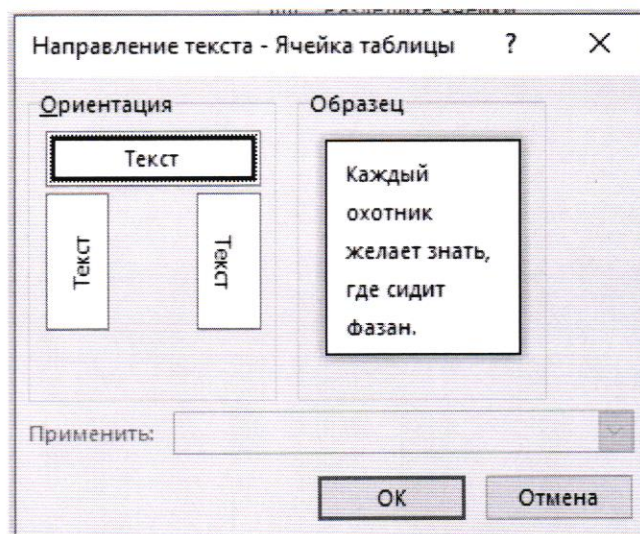 Направление текста - Ячейка таблицы ? ×
Ориентация
Образец
Текст
Текст
Текст
Каждый
охотник
желает знать,
где сидит
фазан.
Применить:
ОК
Отмена